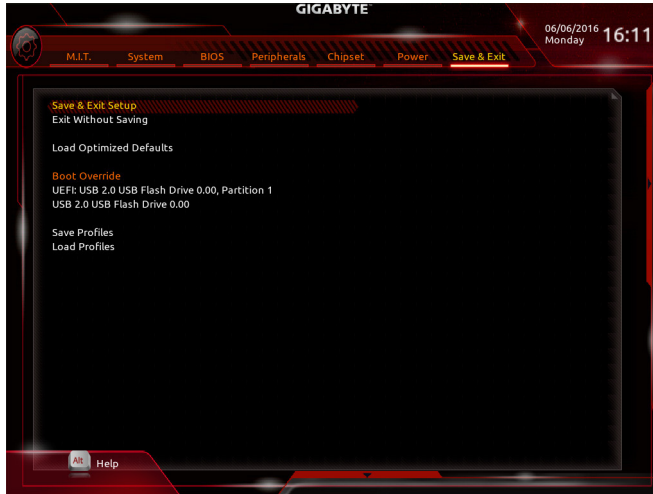 GIGABYTE™
06/06/2016
Monday
16:11
M.I.T. System BIOS Peripherals Chipset Power Save & Exit
Save & Exit Setup
Exit Without Saving
Load Optimized Defaults
Boot Override
UEFI: USB 2.0 USB Flash Drive 0.00, Partition 1
USB 2.0 USB Flash Drive 0.00
Save Profiles
Load Profiles
Alt Help